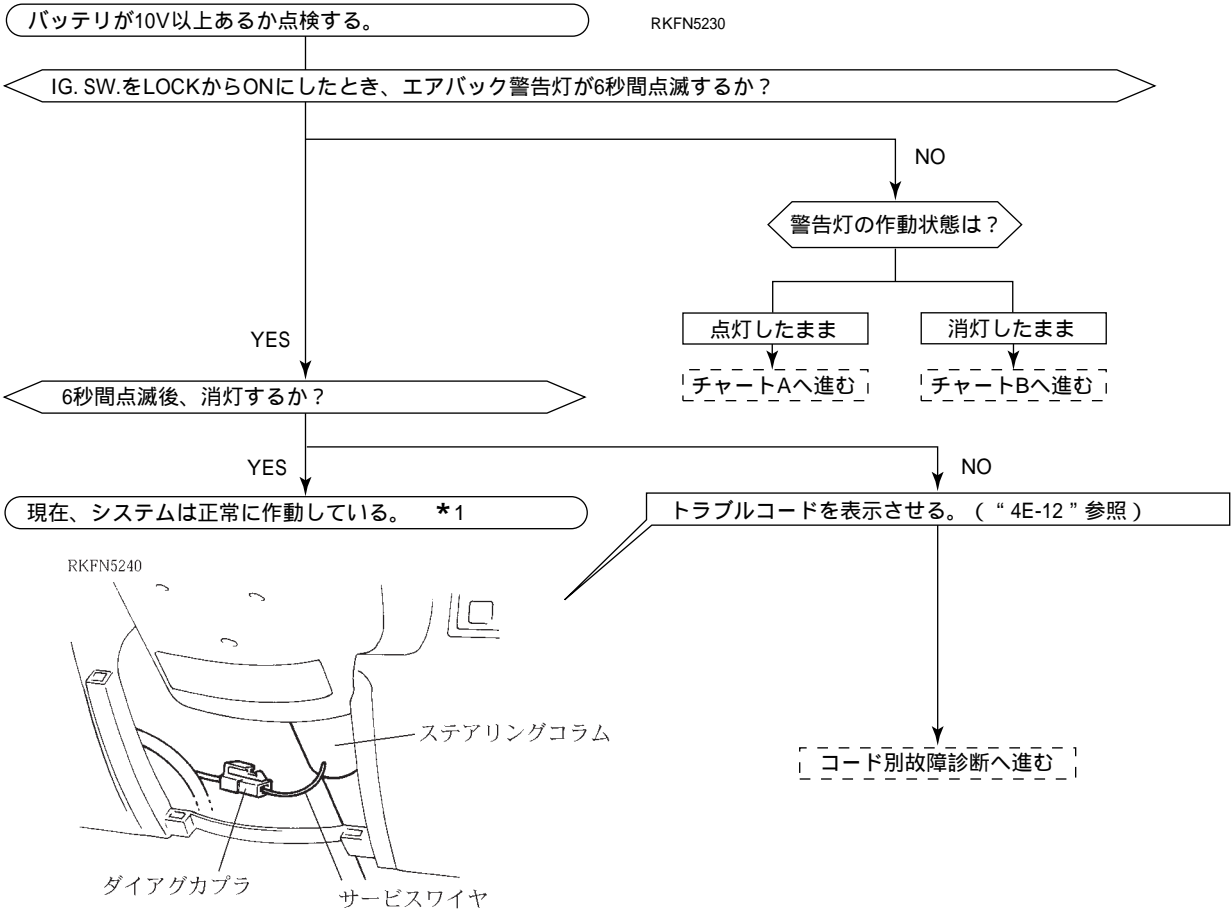 バッテリが10V以上あるか点検する。
RKFN5230
IG. SW.をLOCKからONにしたとき、エアバック警告灯が6秒間点滅するか？
NO
警告灯の作動状態は？
点灯したまま
消灯したまま
YES
チャートAへ進む
チャートBへ進む
6秒間点滅後、消灯するか？
YES
NO
現在、システムは正常に作動している。 *1
トラブルコードを表示させる。（“4E-12”参照）
RKFN5240
ステアリングコラム
コード別故障診断へ進む
ダイアグカプラ
サービスワイヤ